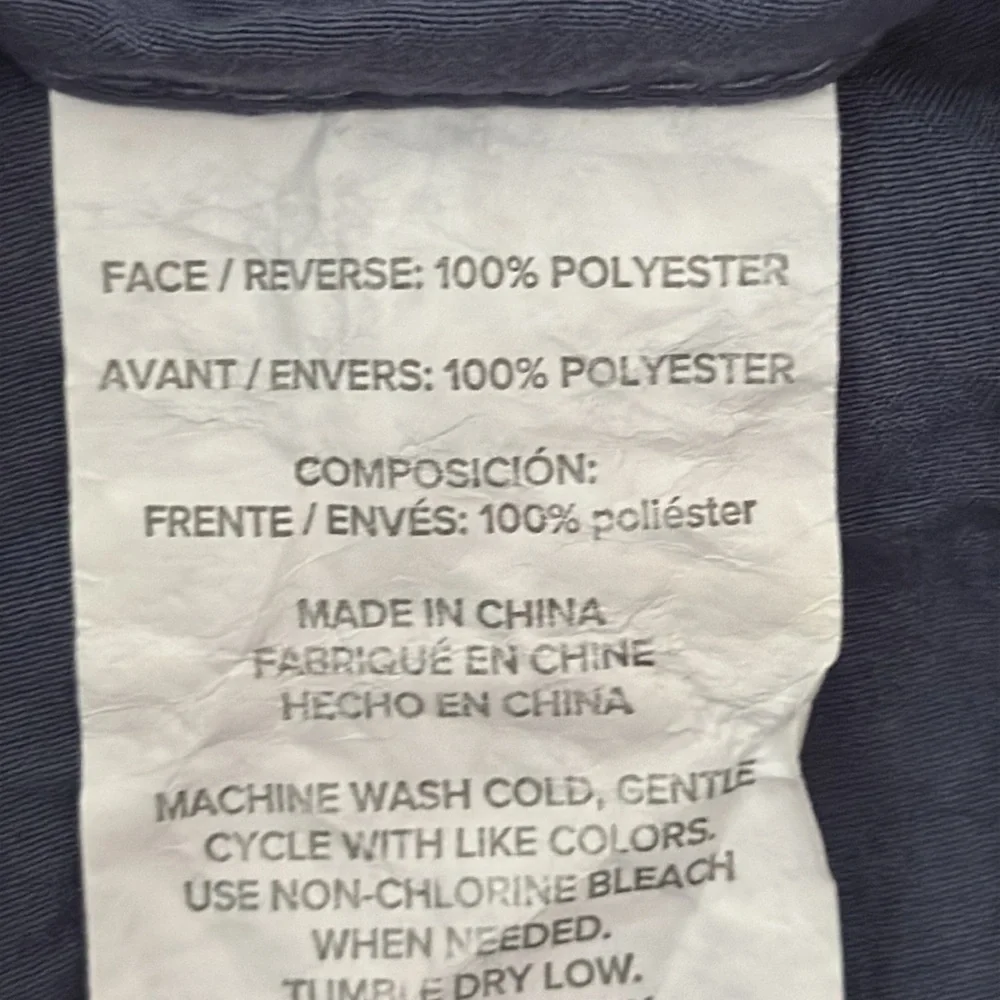 FACE / REVERSE: 100% POLYESTER
AVANT / ENVERS: 100% POLYESTER
COMPOSICIÓN:
FRENTE / ENVÉS: 100% poliéster
MADE IN CHINA
FABRIQUÉ EN CHINE
HECHO EN CHINA
MACHINE WASH COLD, GENTLE
CYCLE WITH LIKE COLORS.
USE NON-CHLORINE BLEACH
WHEN NEEDED.
TUMBLE DRY LOW.